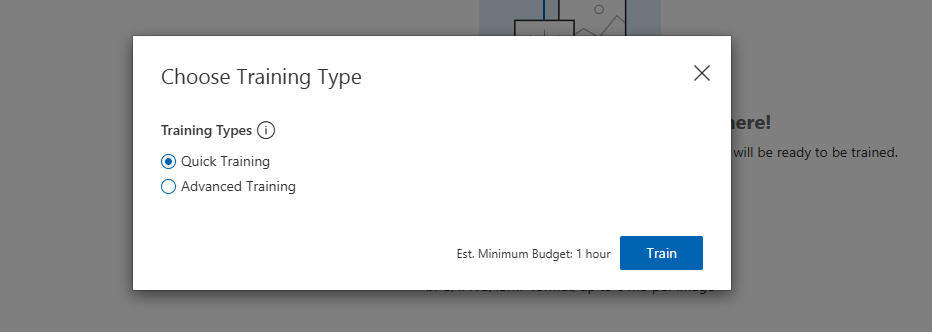 Choose Training Type
here!
Training Types
will be ready to be trained.
Quick Training
Advanced Training
Est. Minimum Budget: 1 hour
Train